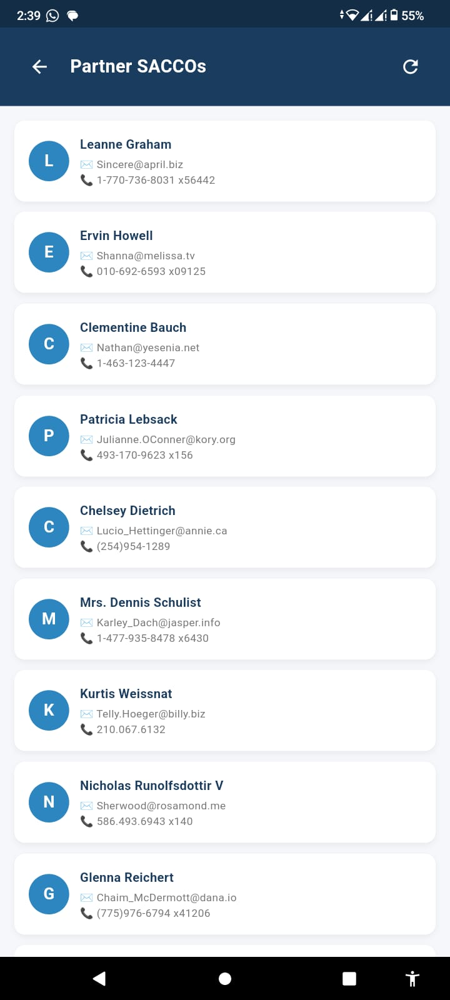 2:39 55%
Partner SACCOs
L
Leanne Graham
✉️ Sincere@april.biz
📞 1-770-736-8031 x56442
E
Ervin Howell
✉️ Shanna@melissa.tv
📞 010-692-6593 x09125
C
Clementine Bauch
✉️ Nathan@yesenia.net
📞 1-463-123-4447
P
Patricia Lebsack
✉️ Julianne.OConner@kory.org
📞 493-170-9623 x156
C
Chelsey Dietrich
✉️ Lucio_Hettinger@annie.ca
📞 (254)954-1289
M
Mrs. Dennis Schulist
✉️ Karley_Dach@jasper.info
📞 1-477-935-8478 x6430
K
Kurtis Weissnat
✉️ Telly.Hoeger@billy.biz
📞 210.067.6132
N
Nicholas Runolfsdottir V
✉️ Sherwood@rosamond.me
📞 586.493.6943 x140
G
Glenna Reichert
✉️ Chaim_McDermott@dana.io
📞 (775)976-6794 x41206